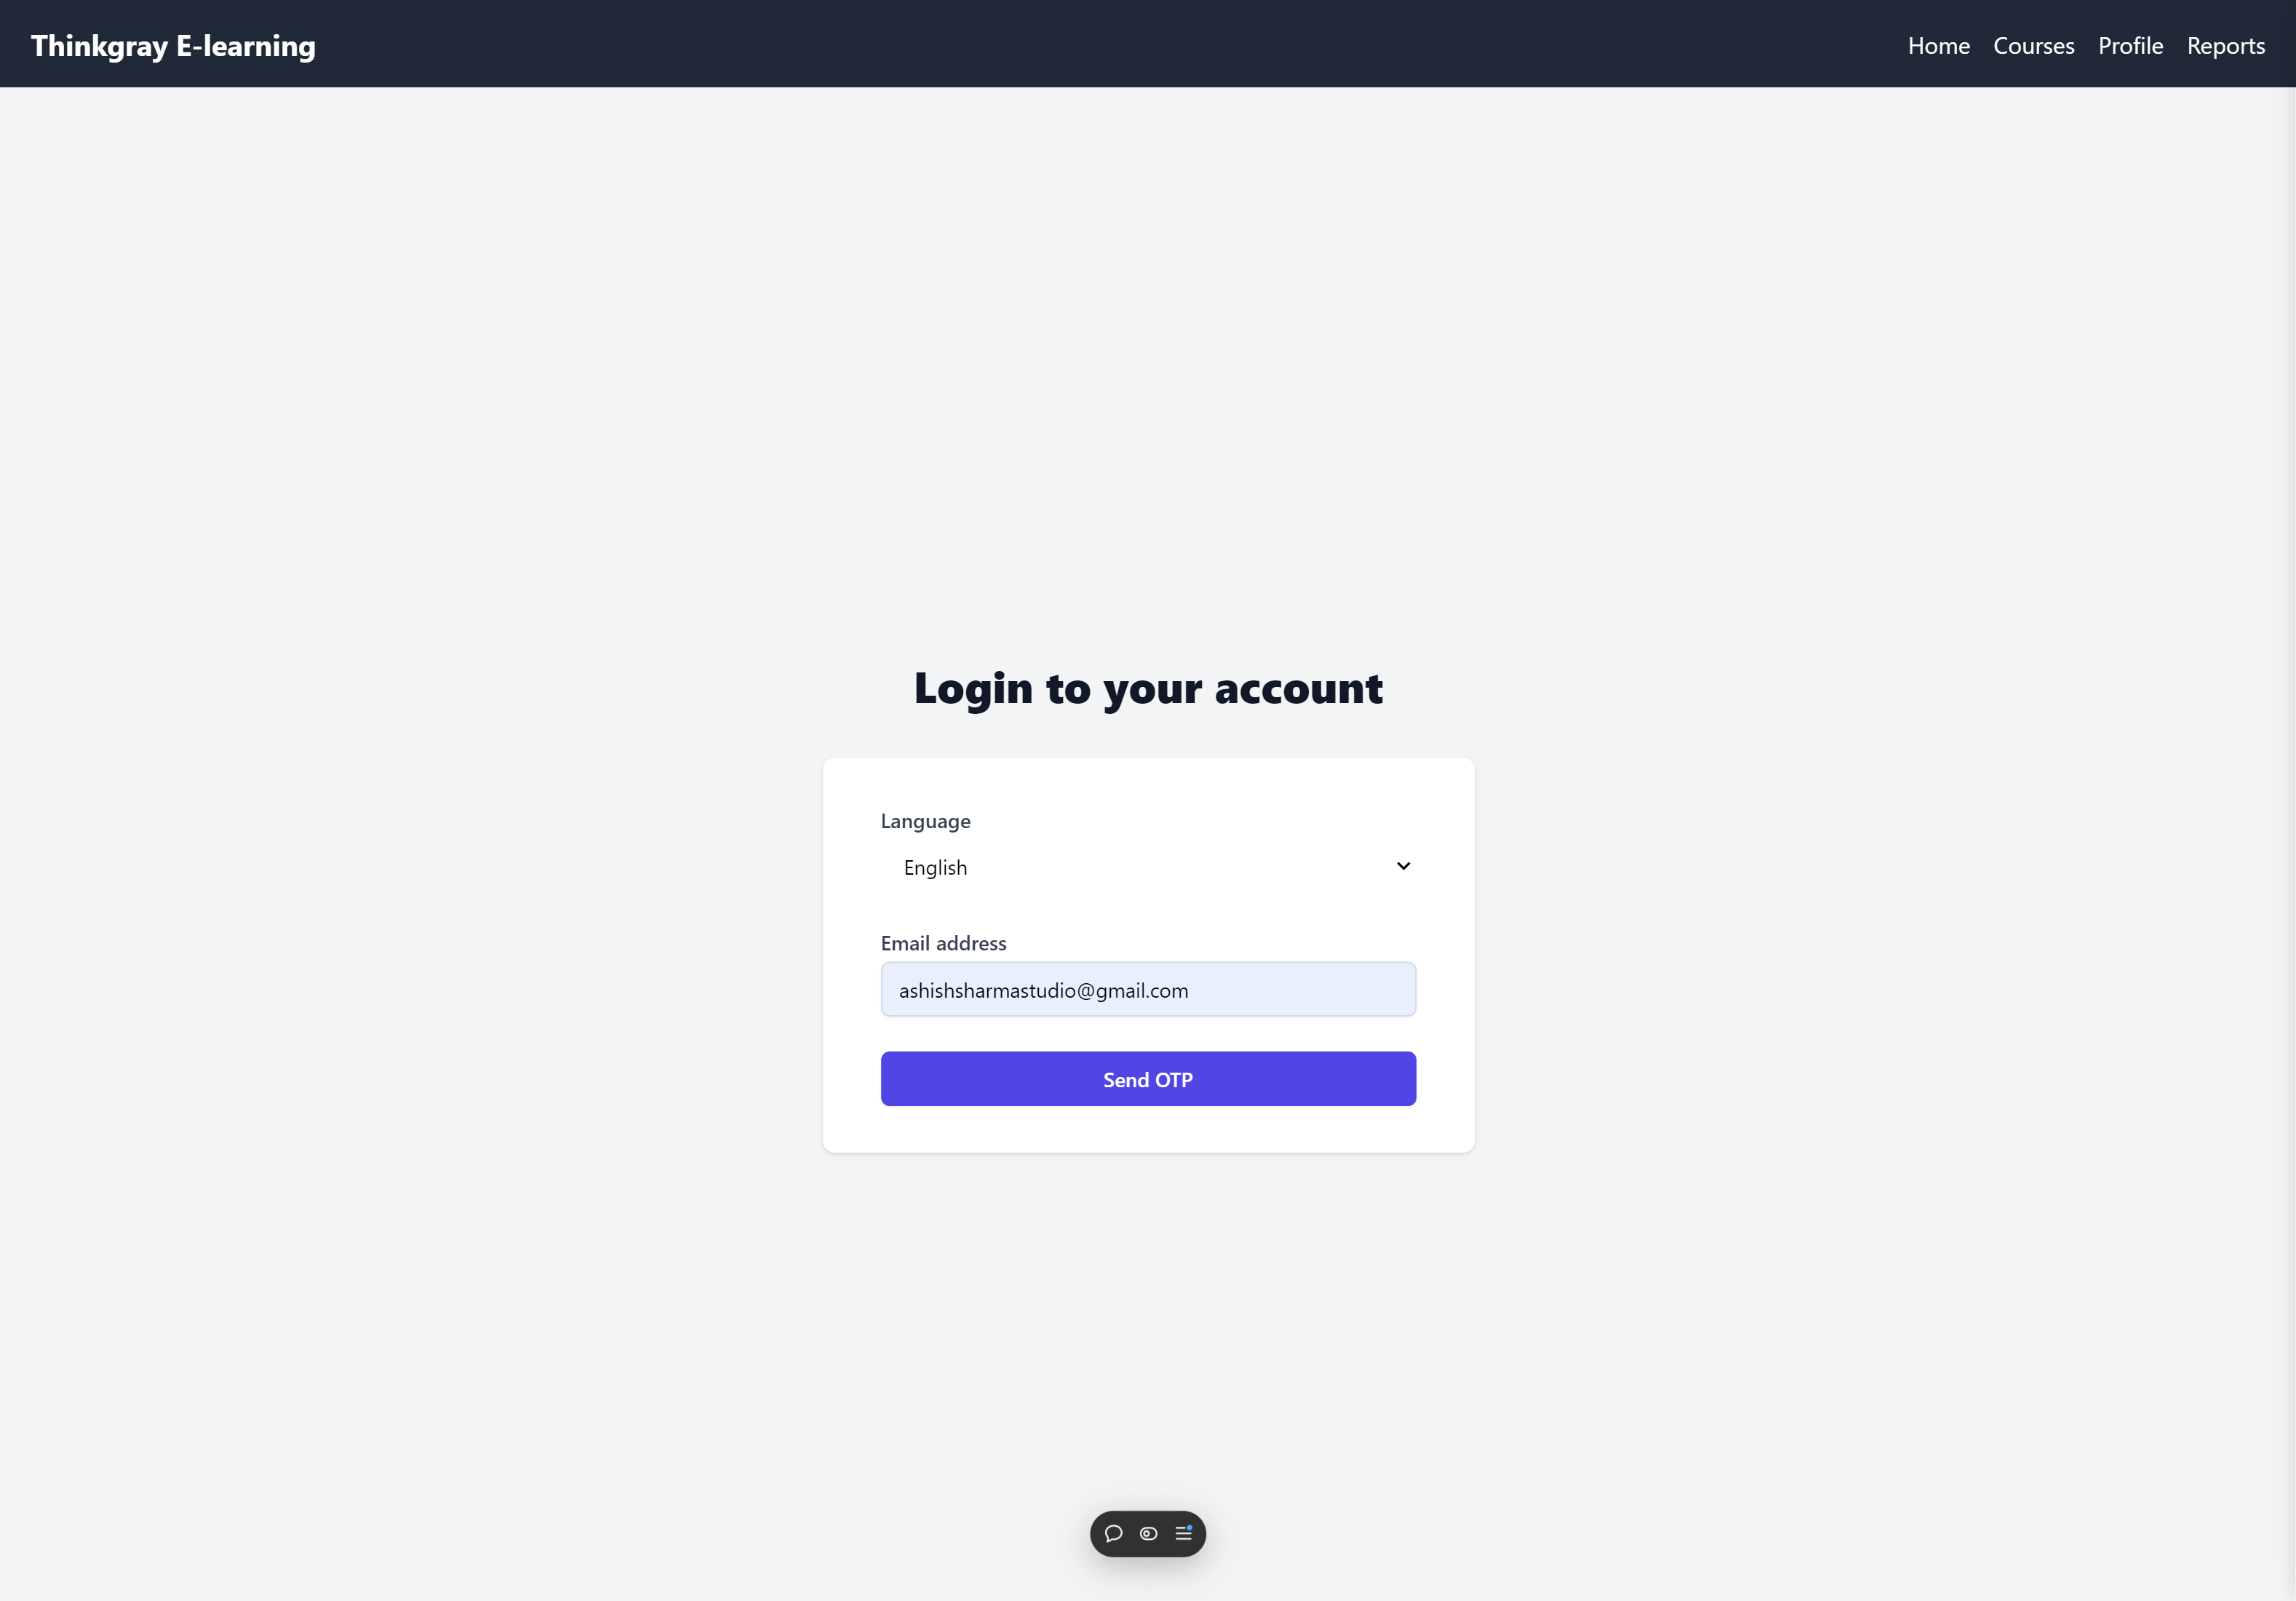 Thinkgray E-learning
Home Courses Profile Reports
Login to your account
Language
English
Email address
ashishsharmastudio@gmail.com
Send OTP